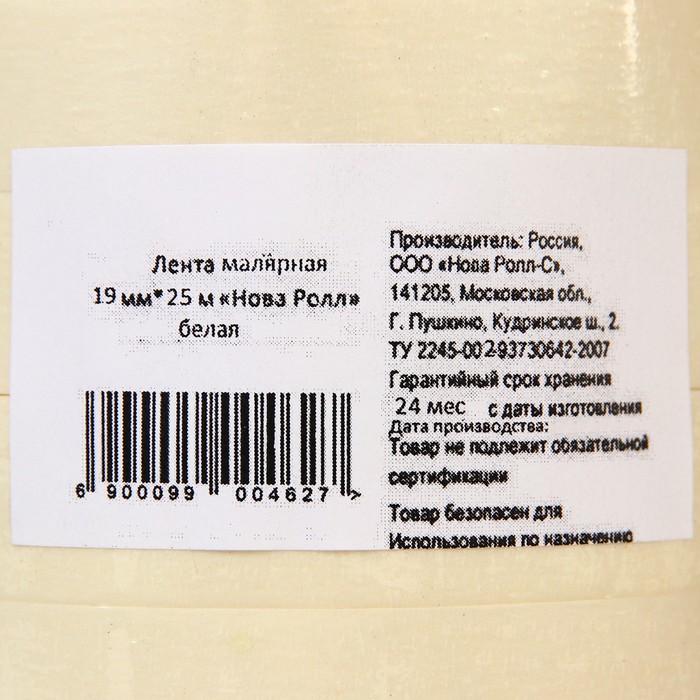 Лента малярная
19 мм*25 м «Нова Ролл»
белая
6 900099 004627 >
Производитель: Россия,
ООО «Нова Ролл-С»,
141205, Московская обл.,
Г. Пушкино, Кудринское ш., 2.
ТУ 2245-002-93730642-2007
Гарантийный срок хранения
24 мес с даты изготовления
Дата производства:
Товар не подлежит обязательной
сертификации
Товар безопасен для
Использования по назначению